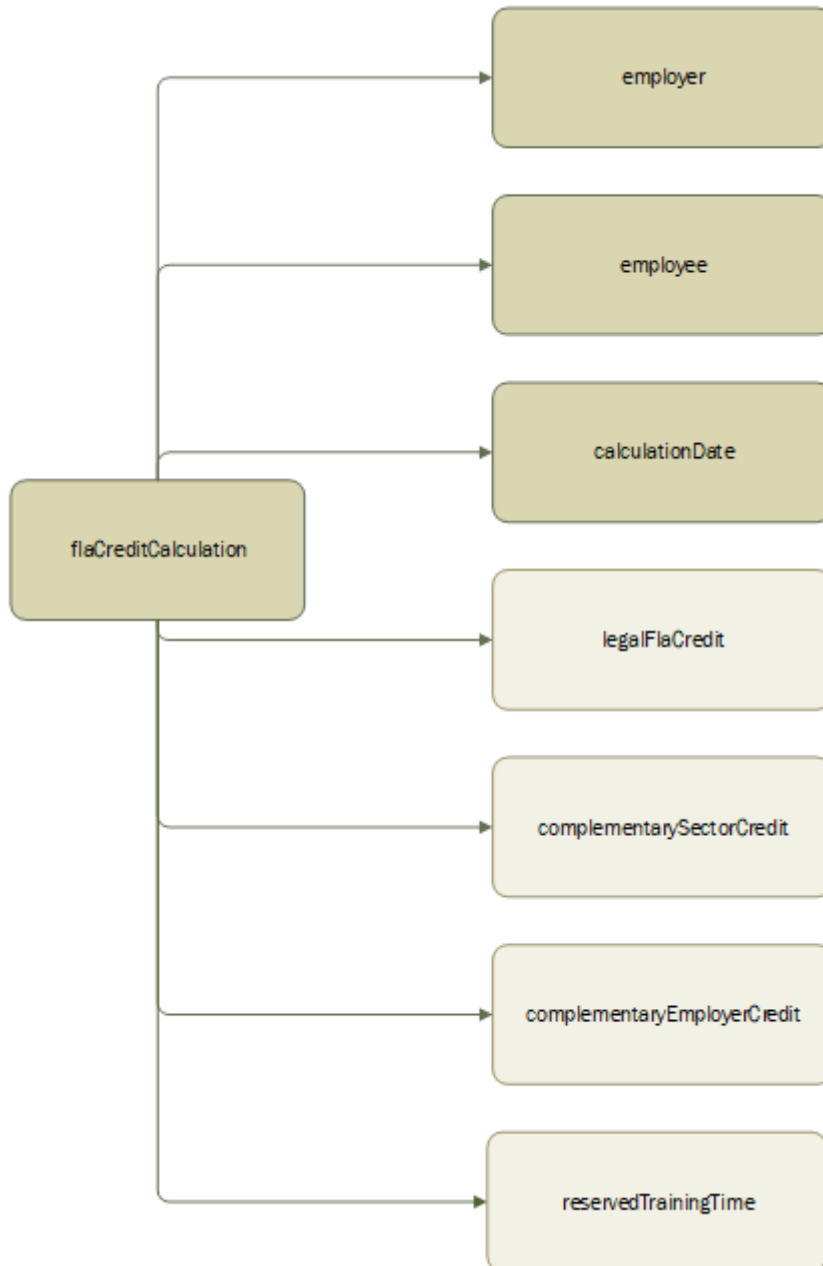 employer
employee
calculationDate
flaCreditCalculation
legalFlaCredit
complementarySectorCredit
complementaryEmployerCredit
reservedTrainingTime